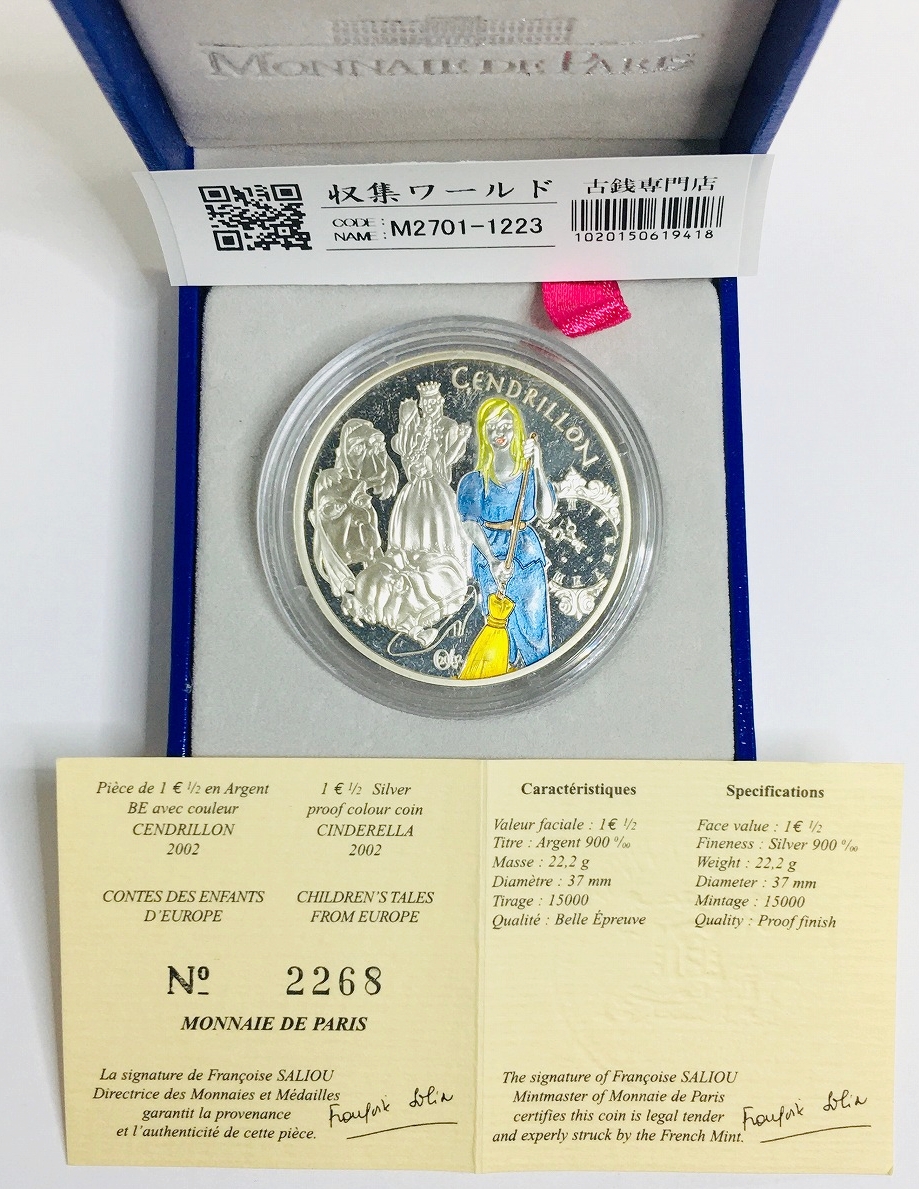 MONNAIE DE PARIS
収集ワールド
CODE:
NAME: M2701-1223
古銭専門店
1020150619418
CENDRILLON
Pièce de 1 € ½ en Argent
BE avec couleur
CENDRILLON
2002
1 € ½ Silver
proof colour coin
CINDERELLA
2002
CONTES DES ENFANTS
D'EUROPE
CHILDREN'S TALES
FROM EUROPE
Nº 2268
MONNAIE DE PARIS
La signature de Françoise SALIOU
Directrice des Monnaies et Médailles
garantit la provenance
et l'authenticité de cette pièce.
Caractéristiques
Valeur faciale : 1€ ½
Titre : Argent 900 ‰
Masse : 22,2 g
Diamètre : 37 mm
Tirage : 15000
Qualité : Belle Épreuve
Specifications
Face value : 1€ ½
Fineness : Silver 900 ‰
Weight : 22,2 g
Diameter : 37 mm
Mintage : 15000
Quality : Proof finish
The signature of Françoise SALIOU
Mintmaster of Monnaie de Paris
certifies this coin is legal tender
and experly struck by the French Mint.